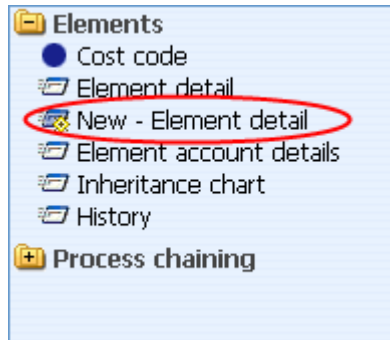 Elements
Cost code
Element detail
New - Element detail
Element account details
Inheritance chart
History
Process chaining